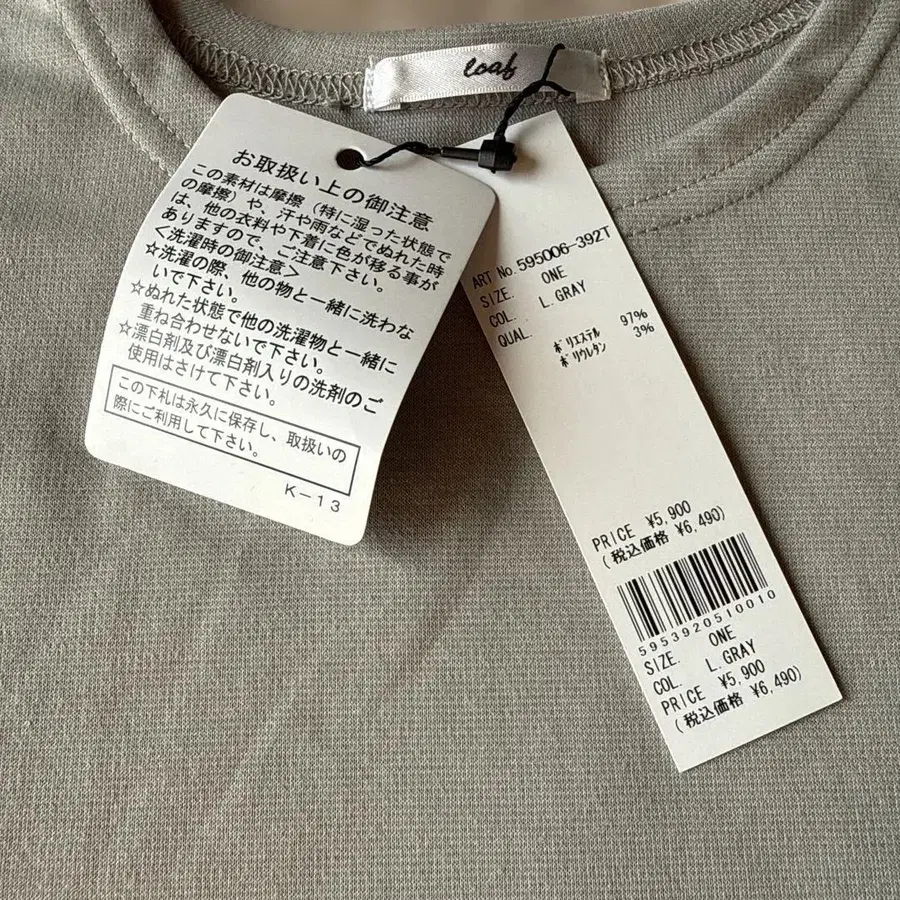 loaf
お取扱い上の御注意
この素材は摩擦（特に湿った状態で
の摩擦）や、汗や雨などでぬれた時
は、他の衣料や下着に色が移る事が
ありますので、ご注意下さい。
＜洗濯時の御注意＞
☆洗濯の際、他の物と一緒に洗わな
いで下さい。
☆ぬれた状態で他の洗濯物と一緒に
重ね合わせないで下さい。
☆漂白剤及び漂白剤入りの洗剤のご
使用はさけて下さい。
この下札は永久に保存し、取扱いの
際にご利用して下さい。
K－13
ART No. 595006-392T
SIZE. ONE
COL. L.GRAY
QUAL.
ﾎﾟﾘｴｽﾃﾙ 97%
ﾎﾟﾘｳﾚﾀﾝ 3%
PRICE ¥5,900
(税込価格 ¥6,490)
5953920510010
SIZE. ONE
COL. L.GRAY
PRICE ¥5,900
(税込価格 ¥6,490)